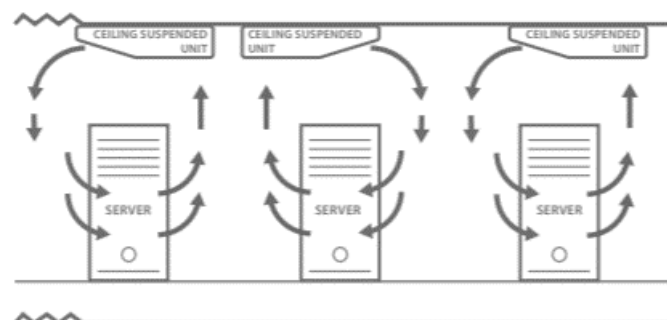 CEILING SUSPENDED
UNIT
CEILING SUSPENDED
UNIT
CEILING SUSPENDED
UNIT
SERVER
SERVER
SERVER